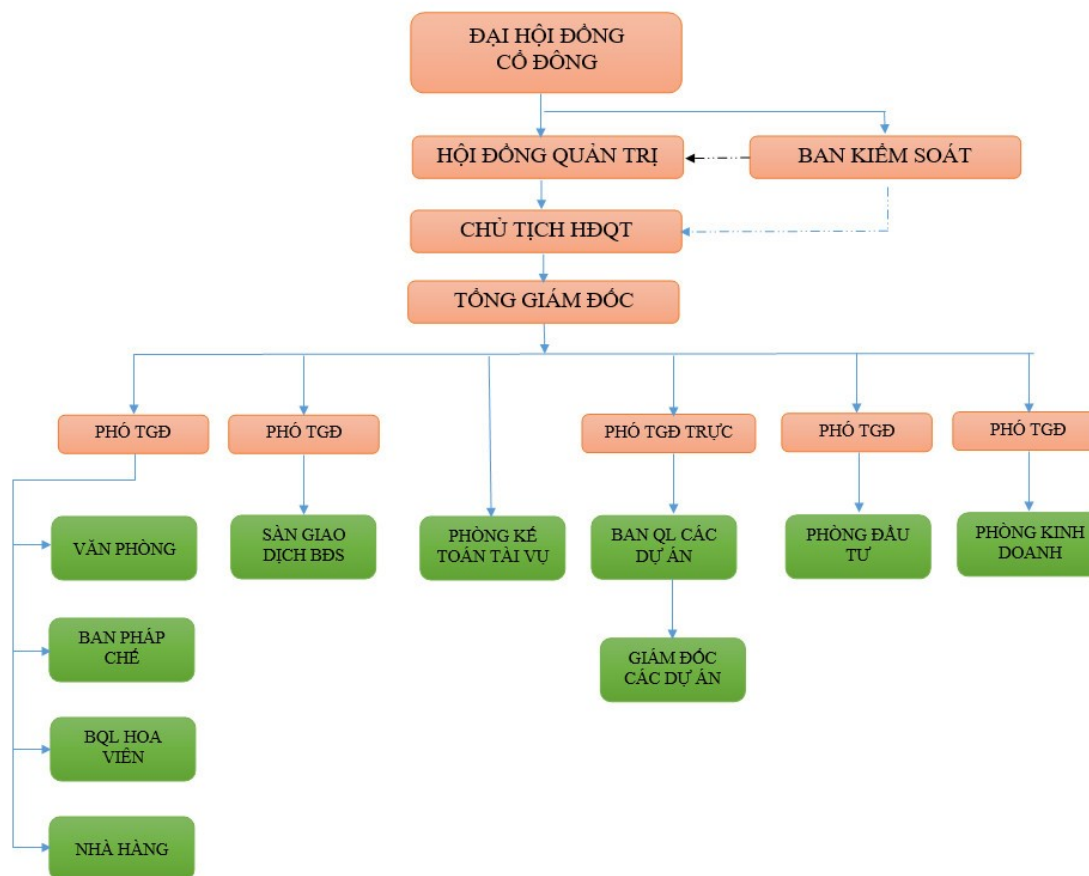 ĐẠI HỘI ĐỒNG
CỔ ĐÔNG
HỘI ĐỒNG QUẢN TRỊ
BAN KIỂM SOÁT
CHỦ TỊCH HĐQT
TỔNG GIÁM ĐỐC
PHÓ TGĐ
PHÓ TGĐ
PHÓ TGĐ TRỰC
PHÓ TGĐ
PHÓ TGĐ
VĂN PHÒNG
SÀN GIAO
DỊCH BĐS
PHÒNG KẾ
TOÁN TÀI VỤ
BAN QL CÁC
DỰ ÁN
PHÒNG ĐẦU
TƯ
PHÒNG KINH
DOANH
BAN PHÁP
CHẾ
GIÁM ĐỐC
CÁC DỰ ÁN
BQL HOA
VIÊN
NHÀ HÀNG